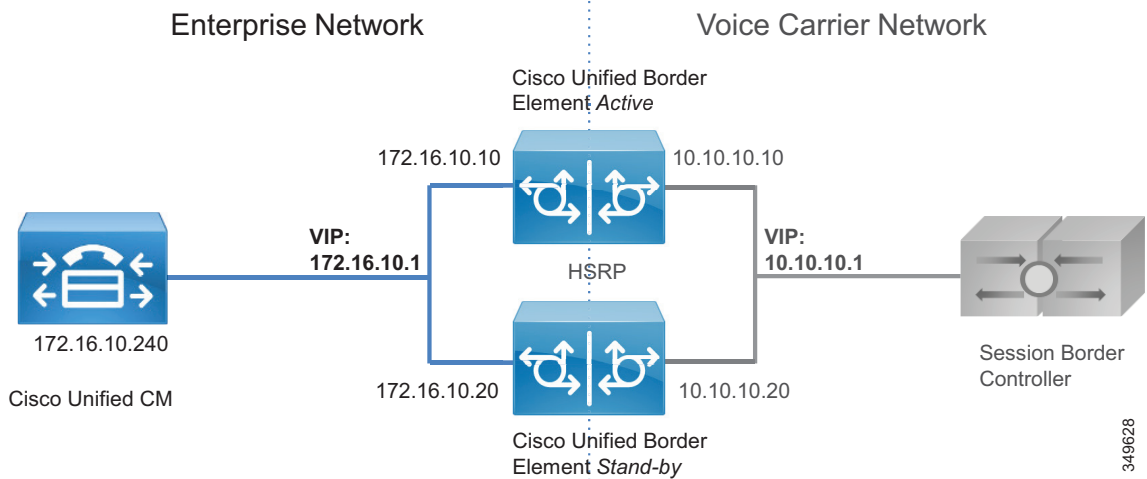 Enterprise Network
Voice Carrier Network
Cisco Unified Border
Element Active
172.16.10.10
10.10.10.10
VIP:
172.16.10.1
HSRP
VIP:
10.10.10.1
172.16.10.240
Cisco Unified CM
172.16.10.20
10.10.10.20
Session Border
Controller
Cisco Unified Border
Element Stand-by
349628